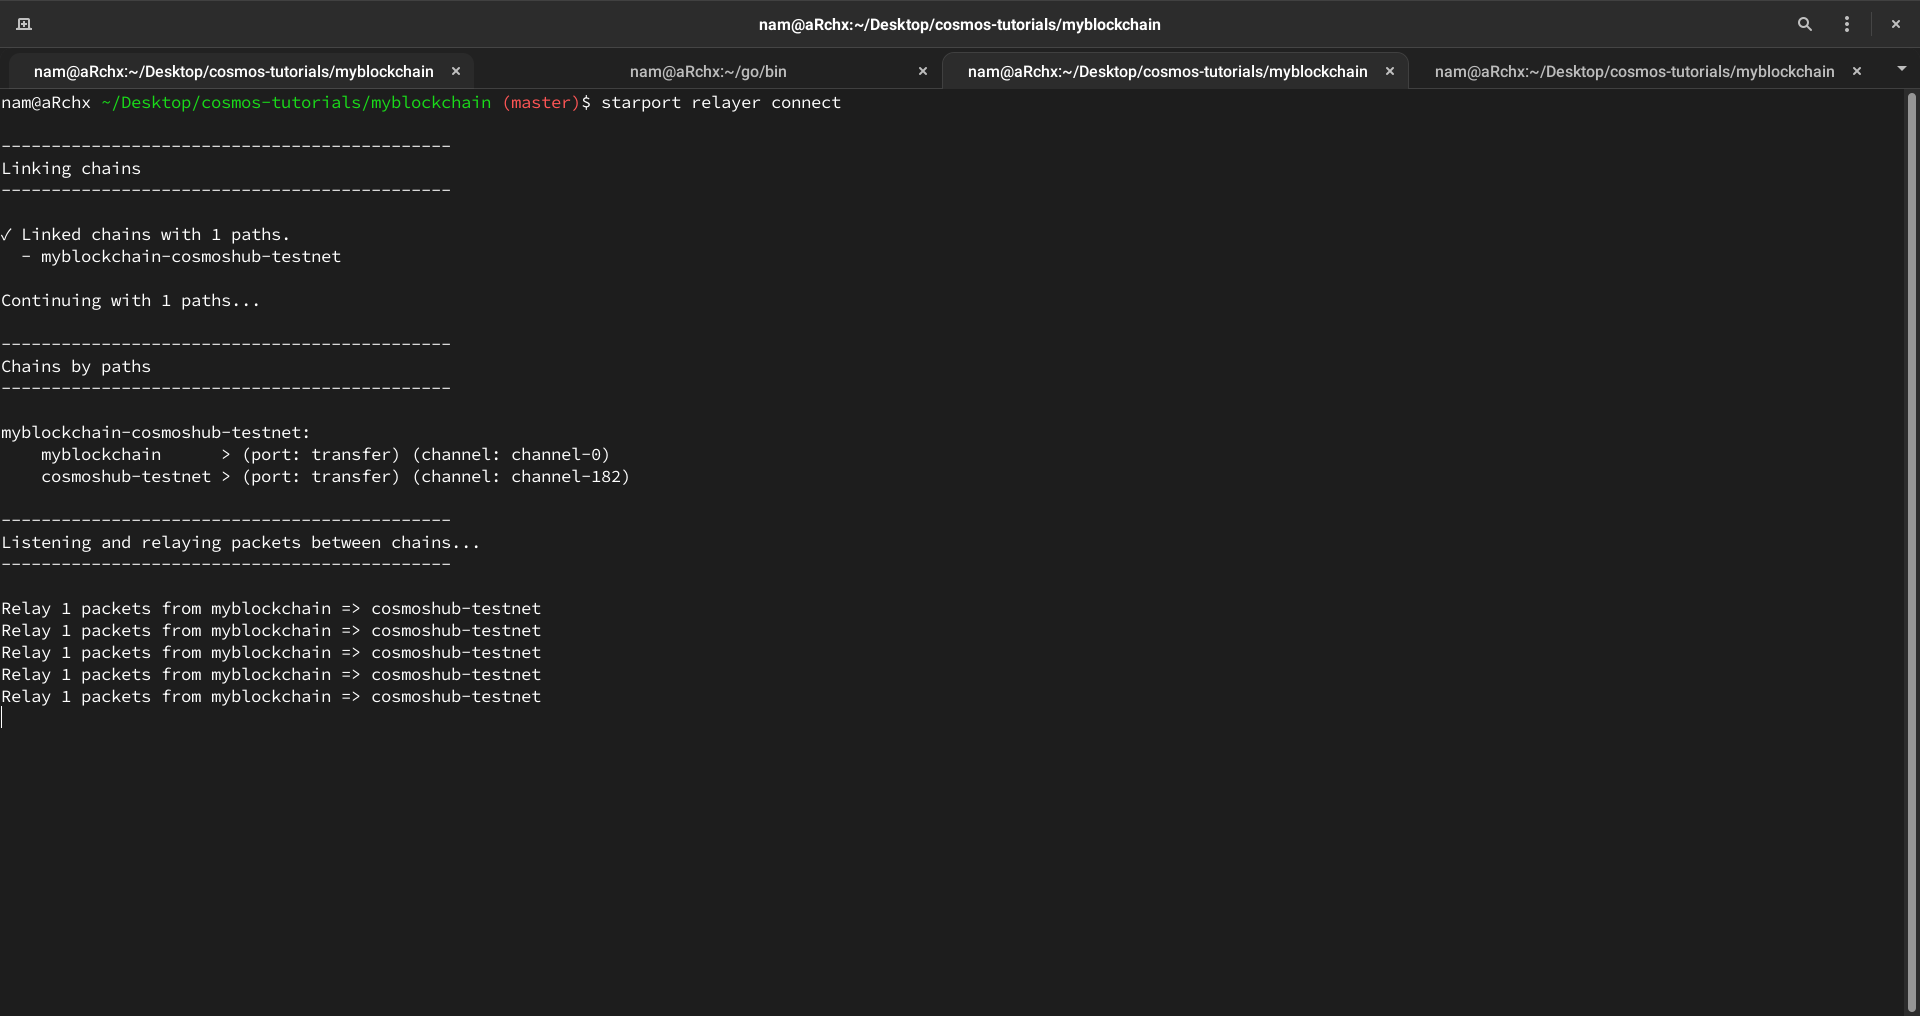 nam@aRchx:~/Desktop/cosmos-tutorials/myblockchain
nam@aRchx:~/Desktop/cosmos-tutorials/myblockchain × nam@aRchx:~/go/bin × nam@aRchx:~/Desktop/cosmos-tutorials/myblockchain × nam@aRchx:~/Desktop/cosmos-tutorials/myblockchain ×
nam@aRchx ~/Desktop/cosmos-tutorials/myblockchain (master)$ starport relayer connect
---------------------------------------------
Linking chains
---------------------------------------------
✓ Linked chains with 1 paths.
  - myblockchain-cosmoshub-testnet
Continuing with 1 paths...
---------------------------------------------
Chains by paths
---------------------------------------------
myblockchain-cosmoshub-testnet:
    myblockchain      > (port: transfer) (channel: channel-0)
    cosmoshub-testnet > (port: transfer) (channel: channel-182)
---------------------------------------------
Listening and relaying packets between chains...
---------------------------------------------
Relay 1 packets from myblockchain => cosmoshub-testnet
Relay 1 packets from myblockchain => cosmoshub-testnet
Relay 1 packets from myblockchain => cosmoshub-testnet
Relay 1 packets from myblockchain => cosmoshub-testnet
Relay 1 packets from myblockchain => cosmoshub-testnet